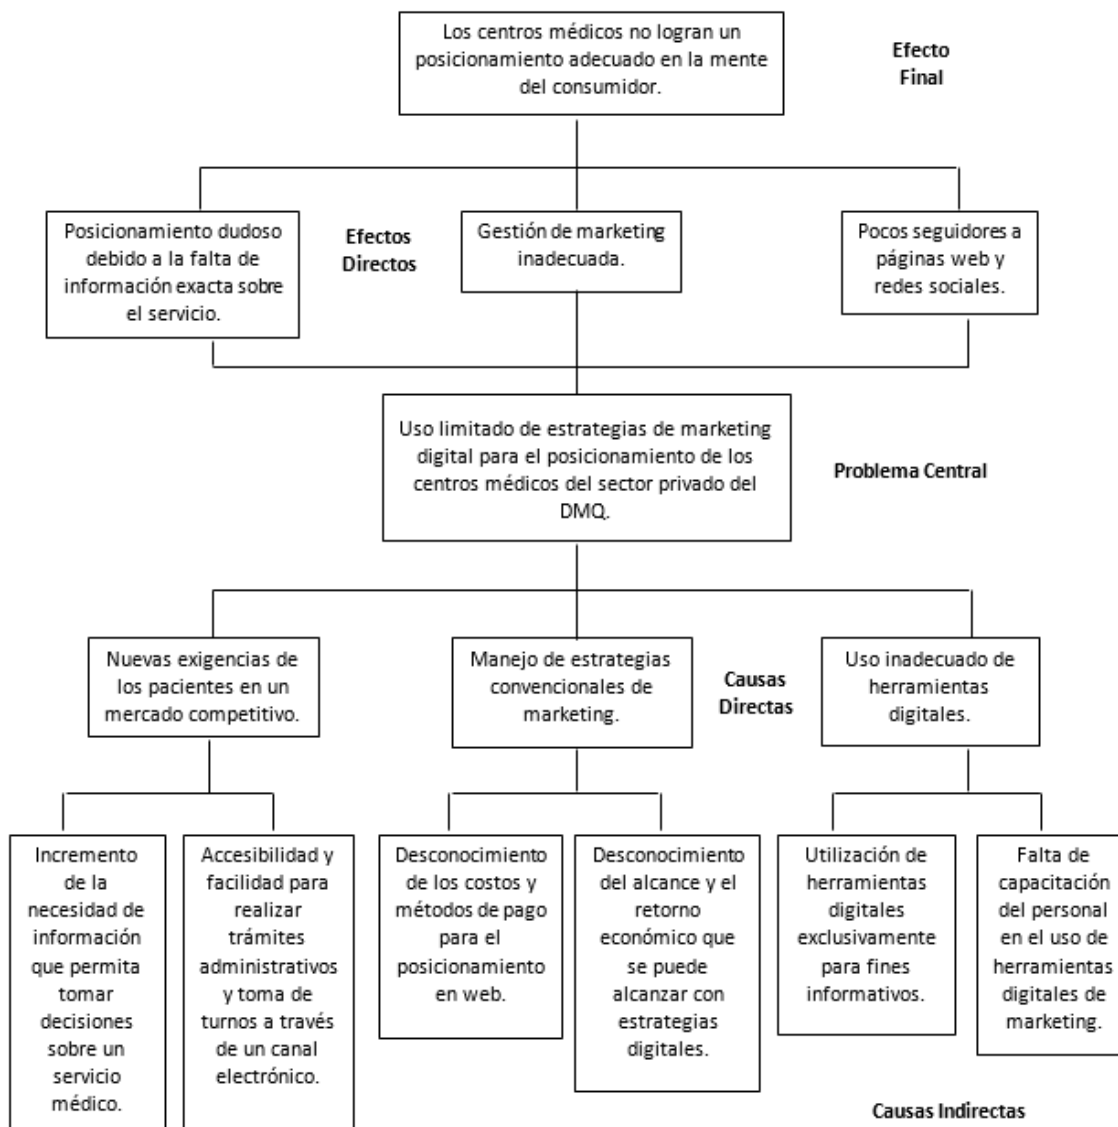 Los centros médicos no logran un
posicionamiento adecuado en la mente
del consumidor.
Efecto
Final
Posicionamiento dudoso
debido a la falta de
información exacta sobre
el servicio.
Efectos
Directos
Gestión de marketing
inadecuada.
Pocos seguidores a
páginas web y
redes sociales.
Uso limitado de estrategias de marketing
digital para el posicionamiento de los
centros médicos del sector privado del
DMQ.
Problema Central
Nuevas exigencias de
los pacientes en un
mercado competitivo.
Manejo de estrategias
convencionales de
marketing.
Causas
Directas
Uso inadecuado de
herramientas
digitales.
Incremento
de la
necesidad de
información
que permita
tomar
decisiones
sobre un
servicio
médico.
Accesibilidad y
facilidad para
realizar
trámites
administrativos
y toma de
turnos a través
de un canal
electrónico.
Desconocimiento
de los costos y
métodos de pago
para el
posicionamiento
en web.
Desconocimiento
del alcance y el
retorno
económico que
se puede
alcanzar con
estrategias
digitales.
Utilización de
herramientas
digitales
exclusivamente
para fines
informativos.
Falta de
capacitación
del personal
en el uso de
herramientas
digitales de
marketing.
Causas Indirectas